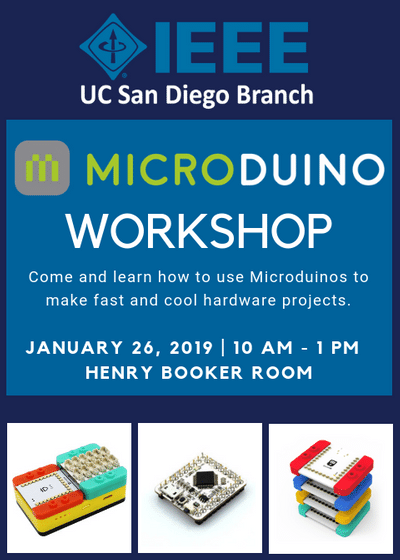 IEEE
UC San Diego Branch
MICRODUINO
WORKSHOP
Come and learn how to use Microduinos to
make fast and cool hardware projects.
JANUARY 26, 2019 | 10 AM - 1 PM
HENRY BOOKER ROOM